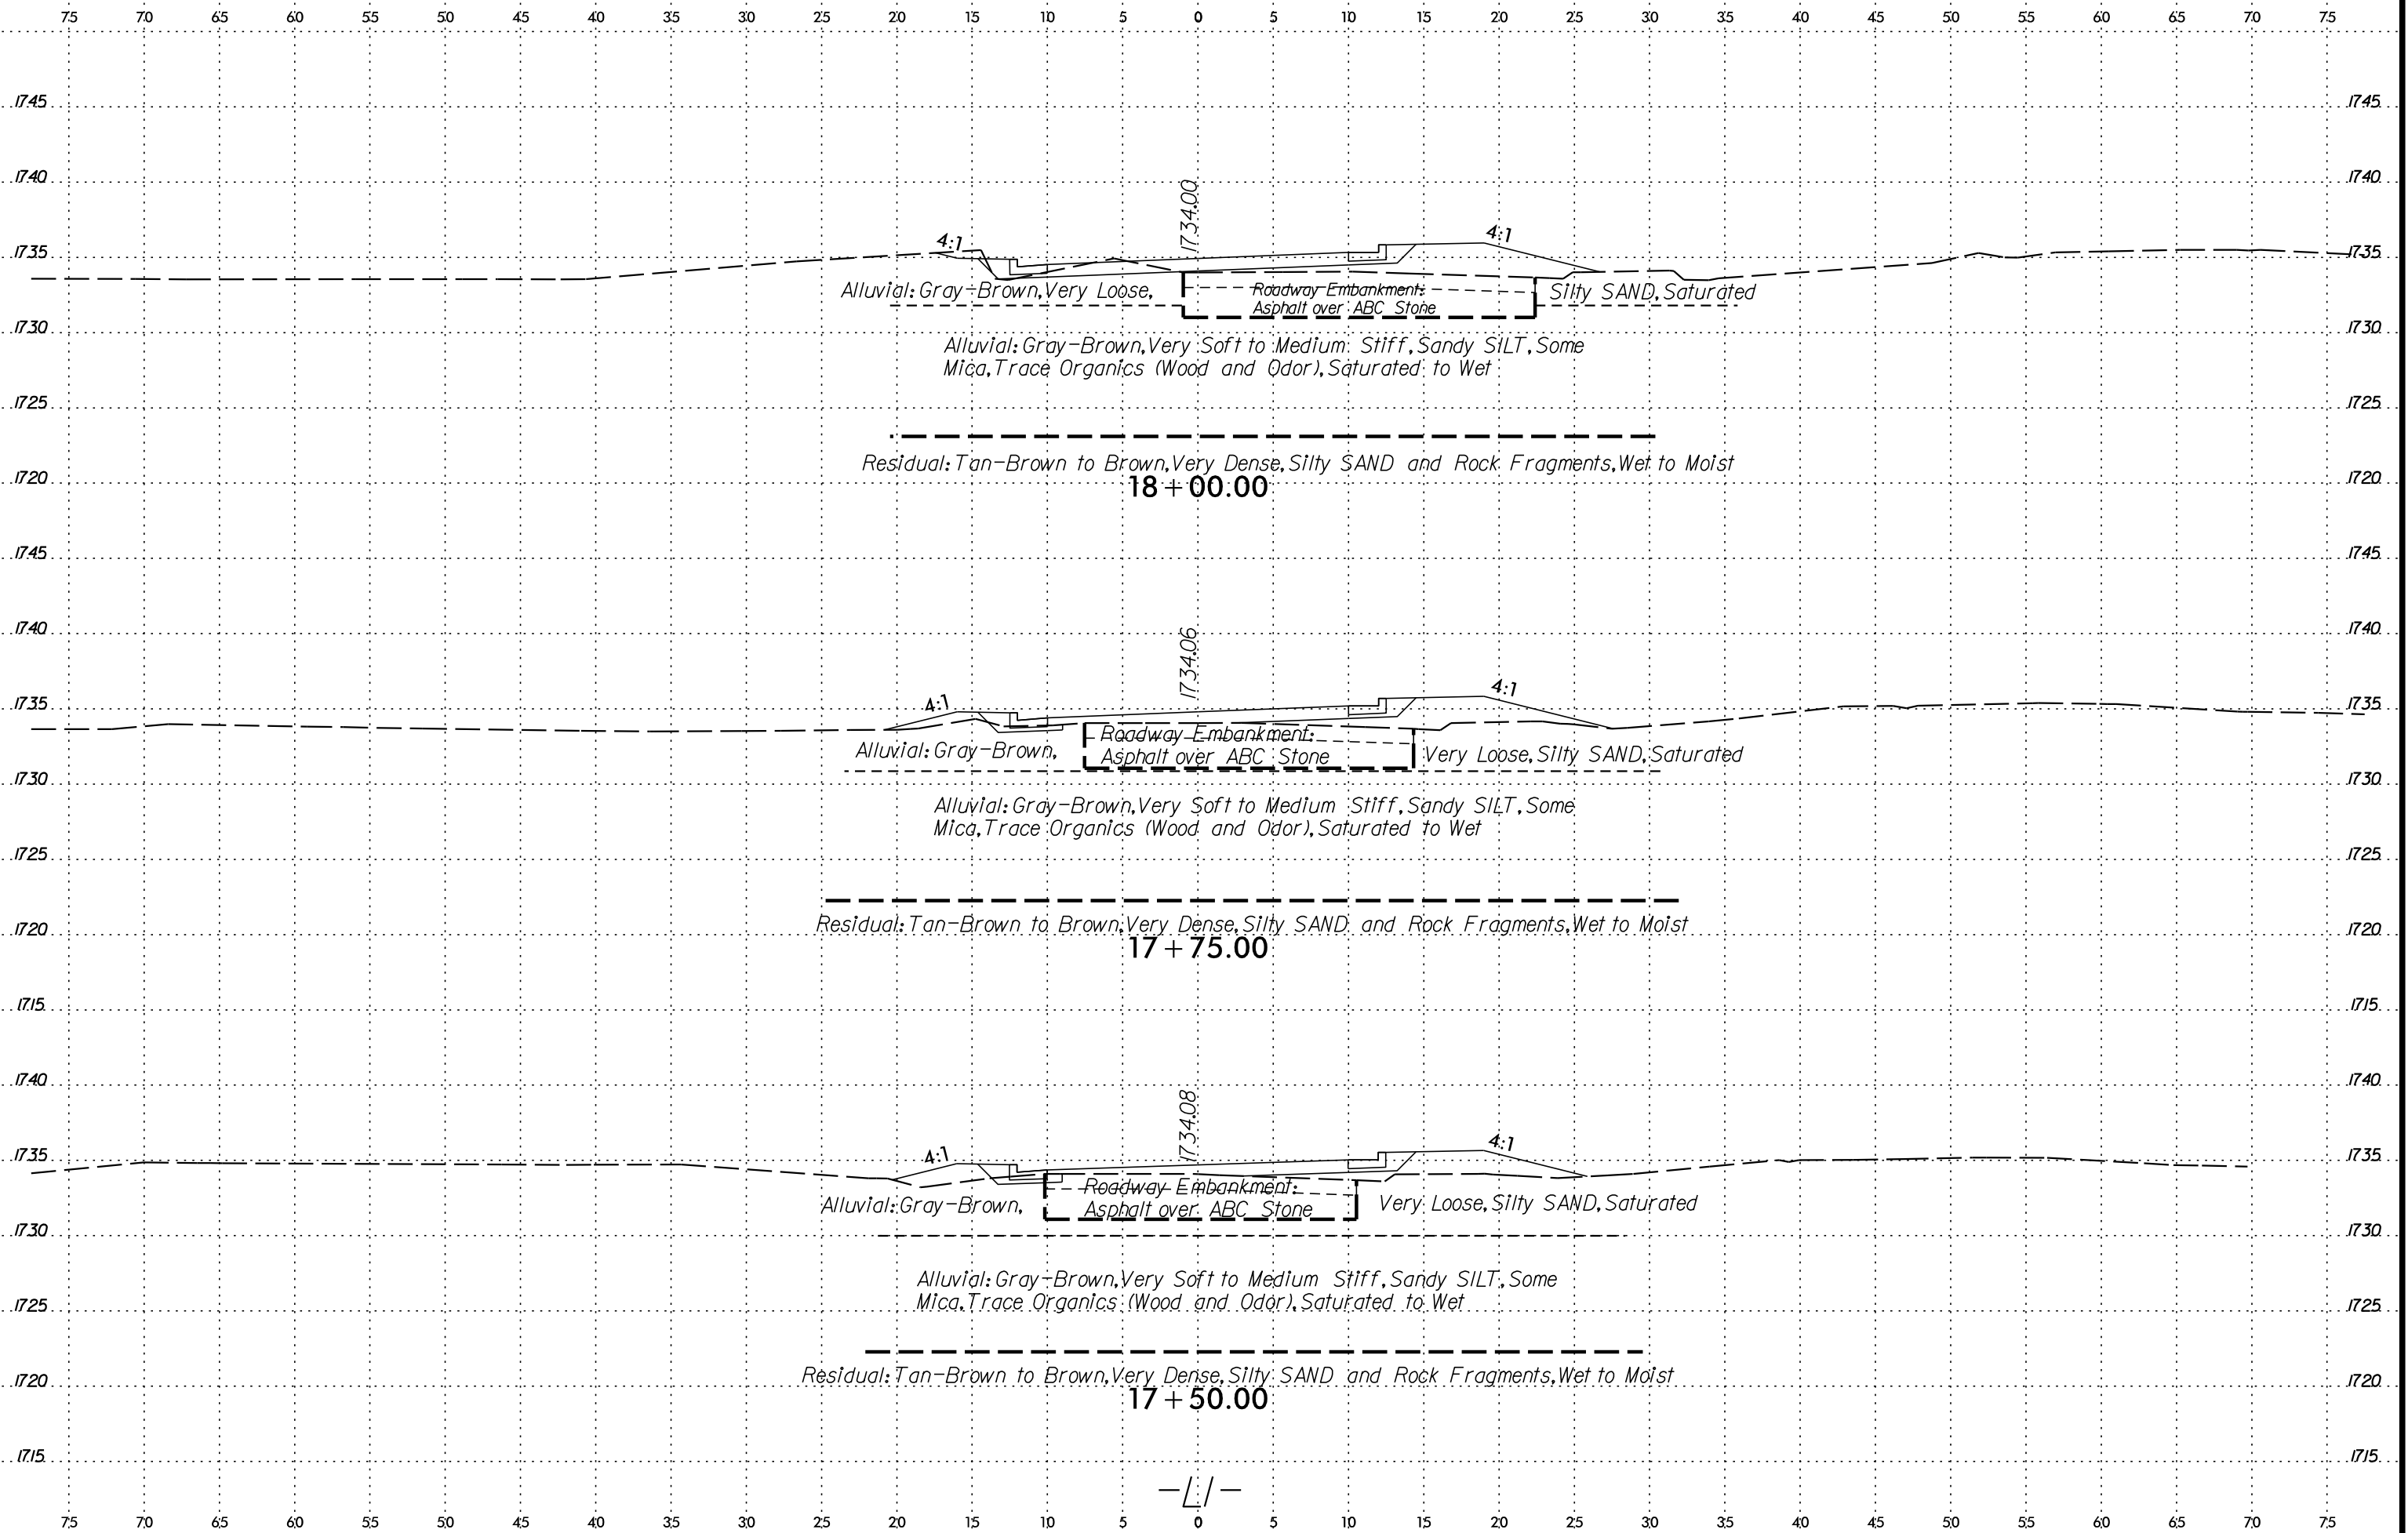 75 70 65 60 55 50 45 40 35 30 25 20 15 10 5 0 5 10 15 20 25 30 35 40 45 50 55 60 65 70 75
1745 1745
1740 1740
1734.00
4:1 4:1
1735 1735
Alluvial: Gray-Brown, Very Loose, Roadway Embankment: Silty SAND, Saturated
Asphalt over ABC Stone
1730 1730
Alluvial: Gray-Brown, Very Soft to Medium Stiff, Sandy SILT, Some
Mica, Trace Organics (Wood and Odor), Saturated to Wet
1725 1725
Residual: Tan-Brown to Brown, Very Dense, Silty SAND and Rock Fragments, Wet to Moist
1720 1720
18+00.00
1745 1745
1740 1740
1734.06
4:1 4:1
1735 1735
Roadway Embankment:
Alluvial: Gray-Brown, Asphalt over ABC Stone Very Loose, Silty SAND, Saturated
1730 1730
Alluvial: Gray-Brown, Very Soft to Medium Stiff, Sandy SILT, Some
Mica, Trace Organics (Wood and Odor), Saturated to Wet
1725 1725
Residual: Tan-Brown to Brown, Very Dense, Silty SAND and Rock Fragments, Wet to Moist
1720 1720
17+75.00
1715 1715
1740 1740
1734.08
4:1 4:1
1735 1735
Roadway Embankment:
Alluvial: Gray-Brown, Asphalt over ABC Stone Very Loose, Silty SAND, Saturated
1730 1730
Alluvial: Gray-Brown, Very Soft to Medium Stiff, Sandy SILT, Some
Mica, Trace Organics (Wood and Odor), Saturated to Wet
1725 1725
Residual: Tan-Brown to Brown, Very Dense, Silty SAND and Rock Fragments, Wet to Moist
1720 1720
17+50.00
1715 1715
-L1-
75 70 65 60 55 50 45 40 35 30 25 20 15 10 5 0 5 10 15 20 25 30 35 40 45 50 55 60 65 70 75